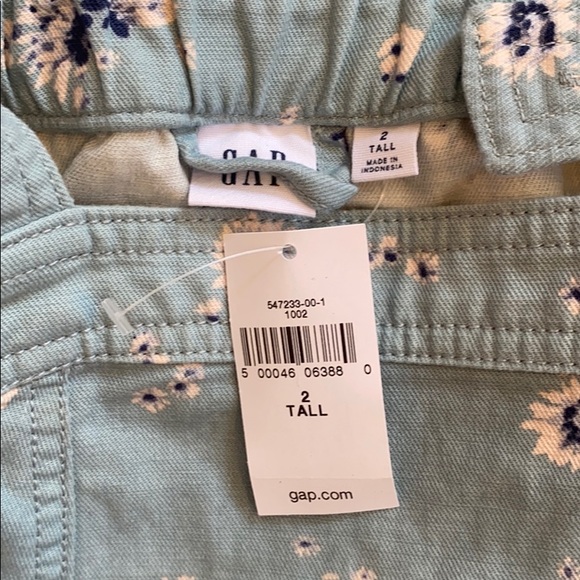 GAP
2
TALL
MADE IN
INDONESIA
547233-00-1
1002
5 00046 06388 0
2
TALL
gap.com